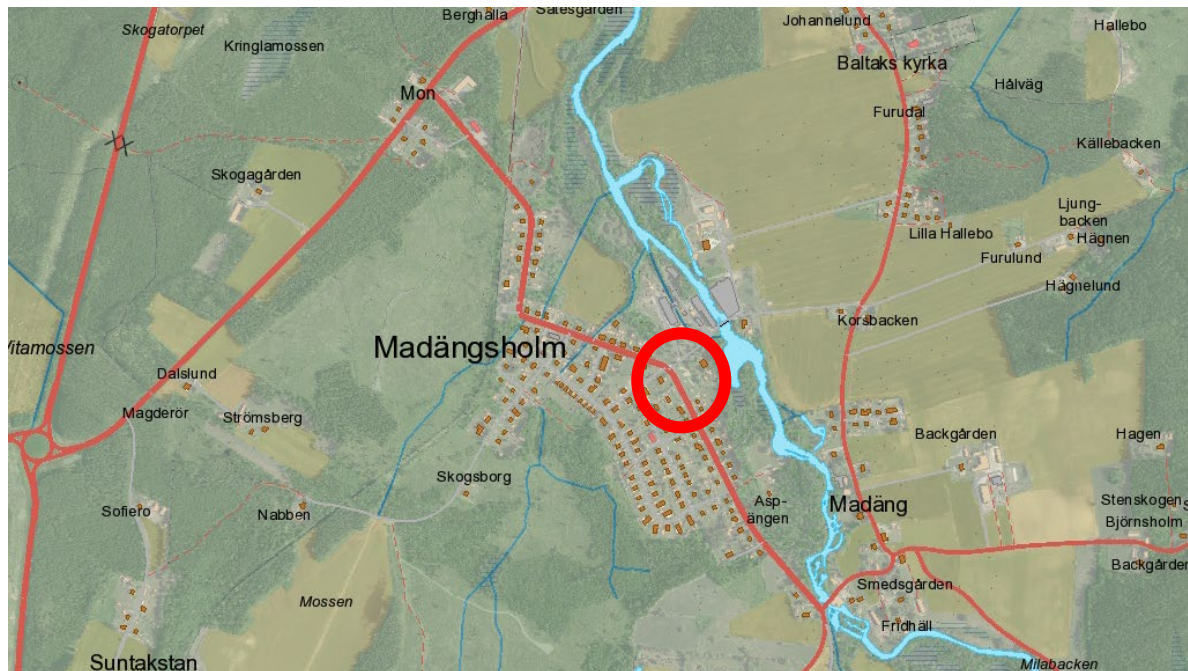 Skogatorpet
Berghalla
Sätesgården
Johannelund
Hallebo
Kringlamossen
Baltaks kyrka
Hålväg
Mon
Furudal
Källebacken
Skogagården
Ljung-
backen
Lilla Hallebo
Hägnen
Furulund
Hägnelund
Korsbacken
Vitamossen
Madängsholm
Dalslund
Magderör
Strömsberg
Backgården
Hagen
Skogsborg
Sofiero
Nabben
Asp-
ängen
Madäng
Stenskogen
Björnsholm
Backgården
Smedsgården
Mossen
Fridhäll
Suntakstan
Milabacken